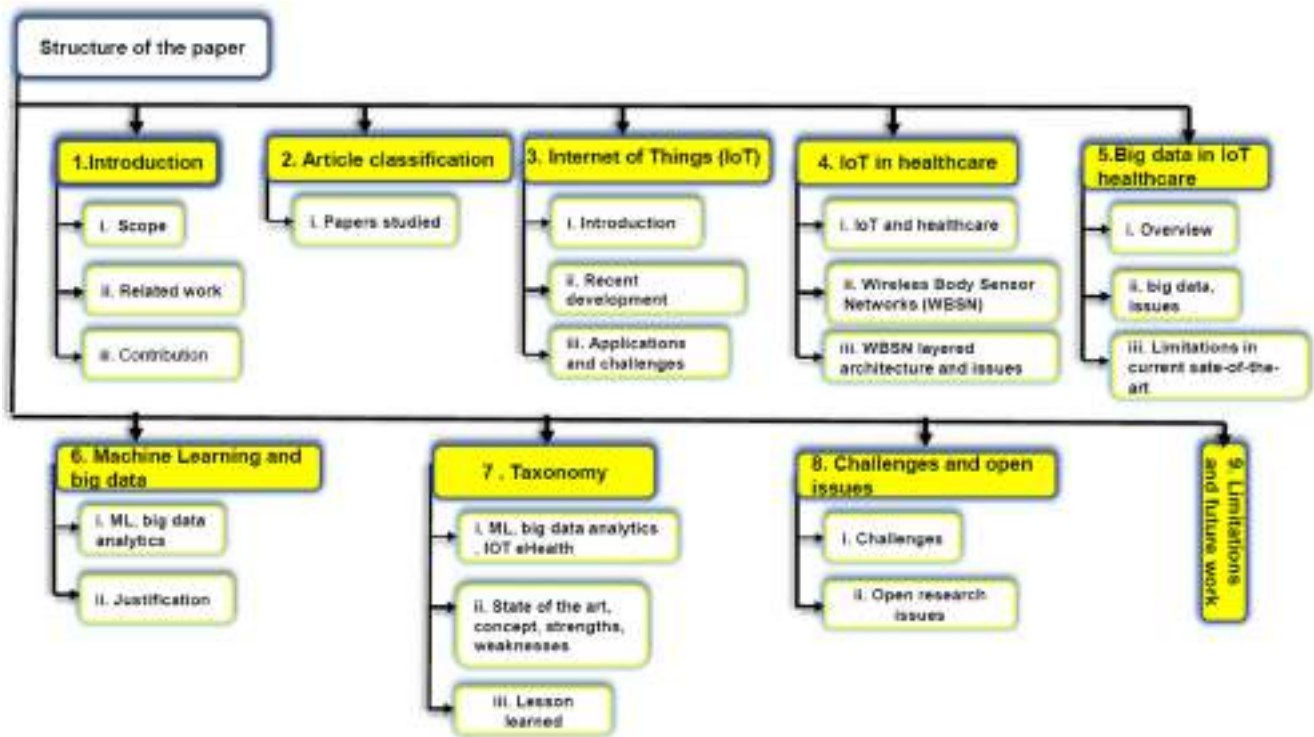 Structure of the paper
1.Introduction
i. Scope
ii. Related work
iii. Contribution
2. Article classification
i. Papers studied
3. Internet of Things (IoT)
i. Introduction
ii. Recent
development
iii. Applications
and challenges
4. IoT in healthcare
i. IoT and healthcare
ii. Wireless Body Sensor
Networks (WBSN)
iii. WBSN layered
architecture and issues
5.Big data in IoT
healthcare
i. Overview
ii. big data,
issues
iii. Limitations in
current sate-of-the-
art
6. Machine Learning and
big data
i. ML, big data
analytics
ii. Justification
7 . Taxonomy
i. ML, big data analytics
, IOT eHealth
ii. State of the art,
concept, strengths,
weaknesses
iii. Lesson
learned
8. Challenges and open
issues
i. Challenges
ii. Open research
issues
9. Limitations
and future work